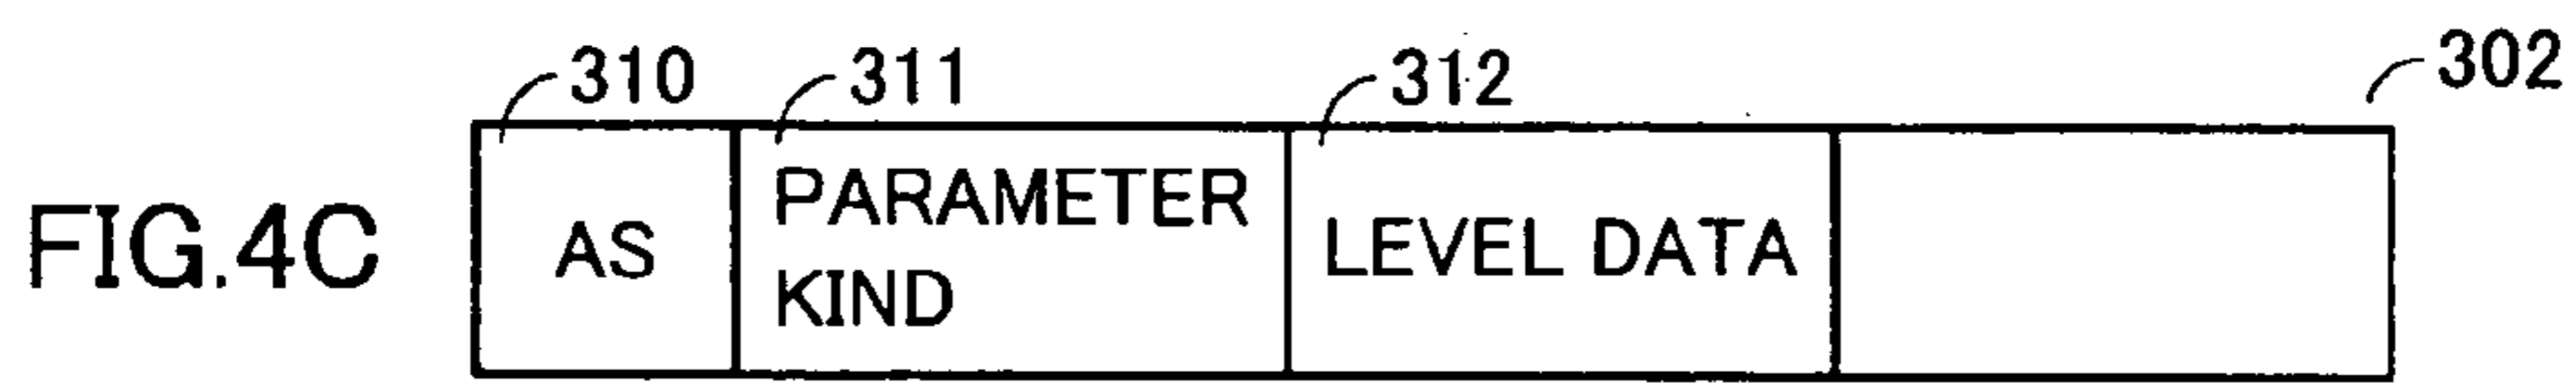 310 311 312 302
FIG.4C
AS
PARAMETER
KIND
LEVEL DATA